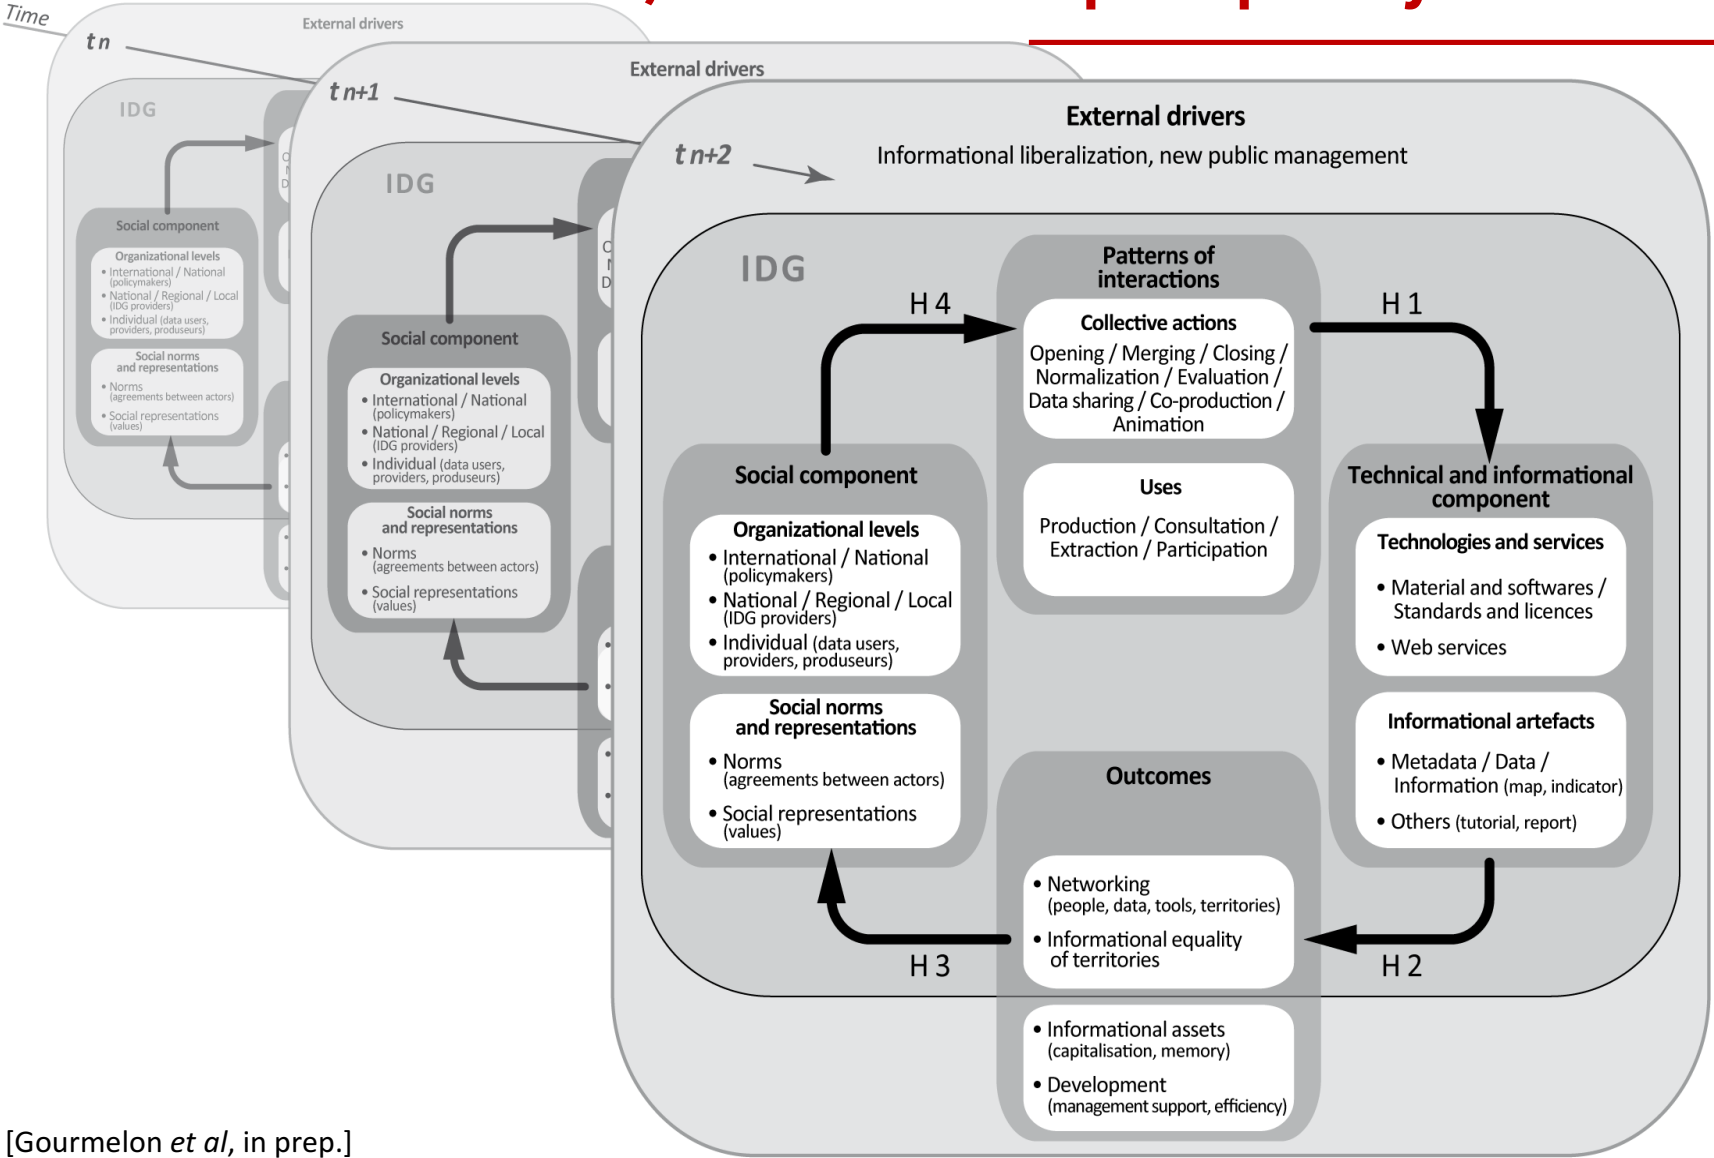 Time
t n
External drivers
IDG
Social component
Organizational levels
• International / National
(policymakers)
• National / Regional / Local
(IDG providers)
• Individual (data users,
providers, produseurs)
Social norms
and representations
• Norms
(agreements between actors)
• Social representations
(values)
t n+1
External drivers
IDG
Social component
Organizational levels
• International / National
(policymakers)
• National / Regional / Local
(IDG providers)
• Individual (data users,
providers, produseurs)
Social norms
and representations
• Norms
(agreements between actors)
• Social representations
(values)
External drivers
t n+2
Informational liberalization, new public management
IDG
Patterns of
interactions
H 4
H 1
Collective actions
Opening / Merging / Closing /
Normalization / Evaluation /
Data sharing / Co-production /
Animation
Uses
Production / Consultation /
Extraction / Participation
Social component
Organizational levels
• International / National
(policymakers)
• National / Regional / Local
(IDG providers)
• Individual (data users,
providers, produseurs)
Social norms
and representations
• Norms
(agreements between actors)
• Social representations
(values)
Technical and informational
component
Technologies and services
• Material and softwares /
Standards and licences
• Web services
Informational artefacts
• Metadata / Data /
Information (map, indicator)
• Others (tutorial, report)
Outcomes
• Networking
(people, data, tools, territories)
• Informational equality
of territories
H 3
H 2
• Informational assets
(capitalisation, memory)
• Development
(management support, efficiency)
[Gourmelon et al, in prep.]